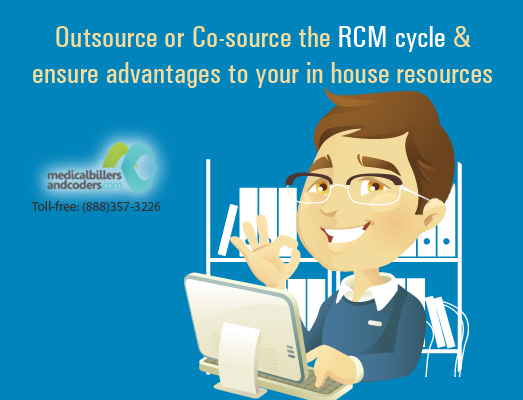 Outsource or Co-source the RCM cycle &
ensure advantages to your in house resources
medicalbillers
andcoders.com
Toll-free: (888)357-3226